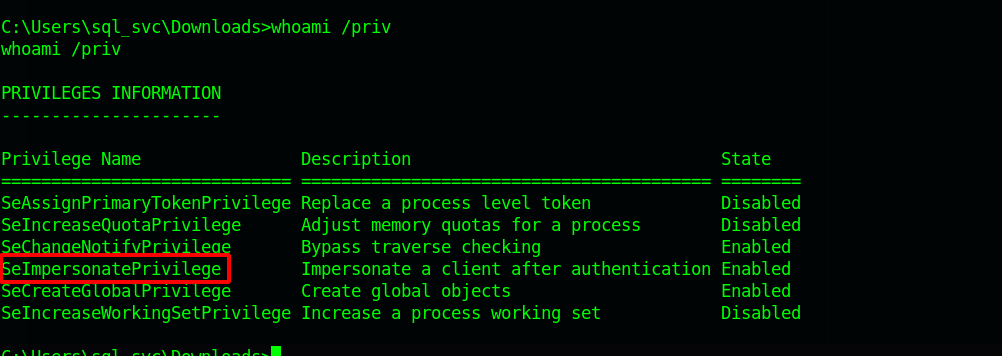 C:\Users\sql_svc\Downloads>whoami /priv
whoami /priv
PRIVILEGES INFORMATION
----------------------
Privilege Name                Description                               State
============================= ========================================= ========
SeAssignPrimaryTokenPrivilege Replace a process level token             Disabled
SeIncreaseQuotaPrivilege      Adjust memory quotas for a process        Disabled
SeChangeNotifyPrivilege       Bypass traverse checking                  Enabled
SeImpersonatePrivilege        Impersonate a client after authentication Enabled
SeCreateGlobalPrivilege       Create global objects                     Enabled
SeIncreaseWorkingSetPrivilege Increase a process working set            Disabled
C:\Users\sql_svc\Downloads>